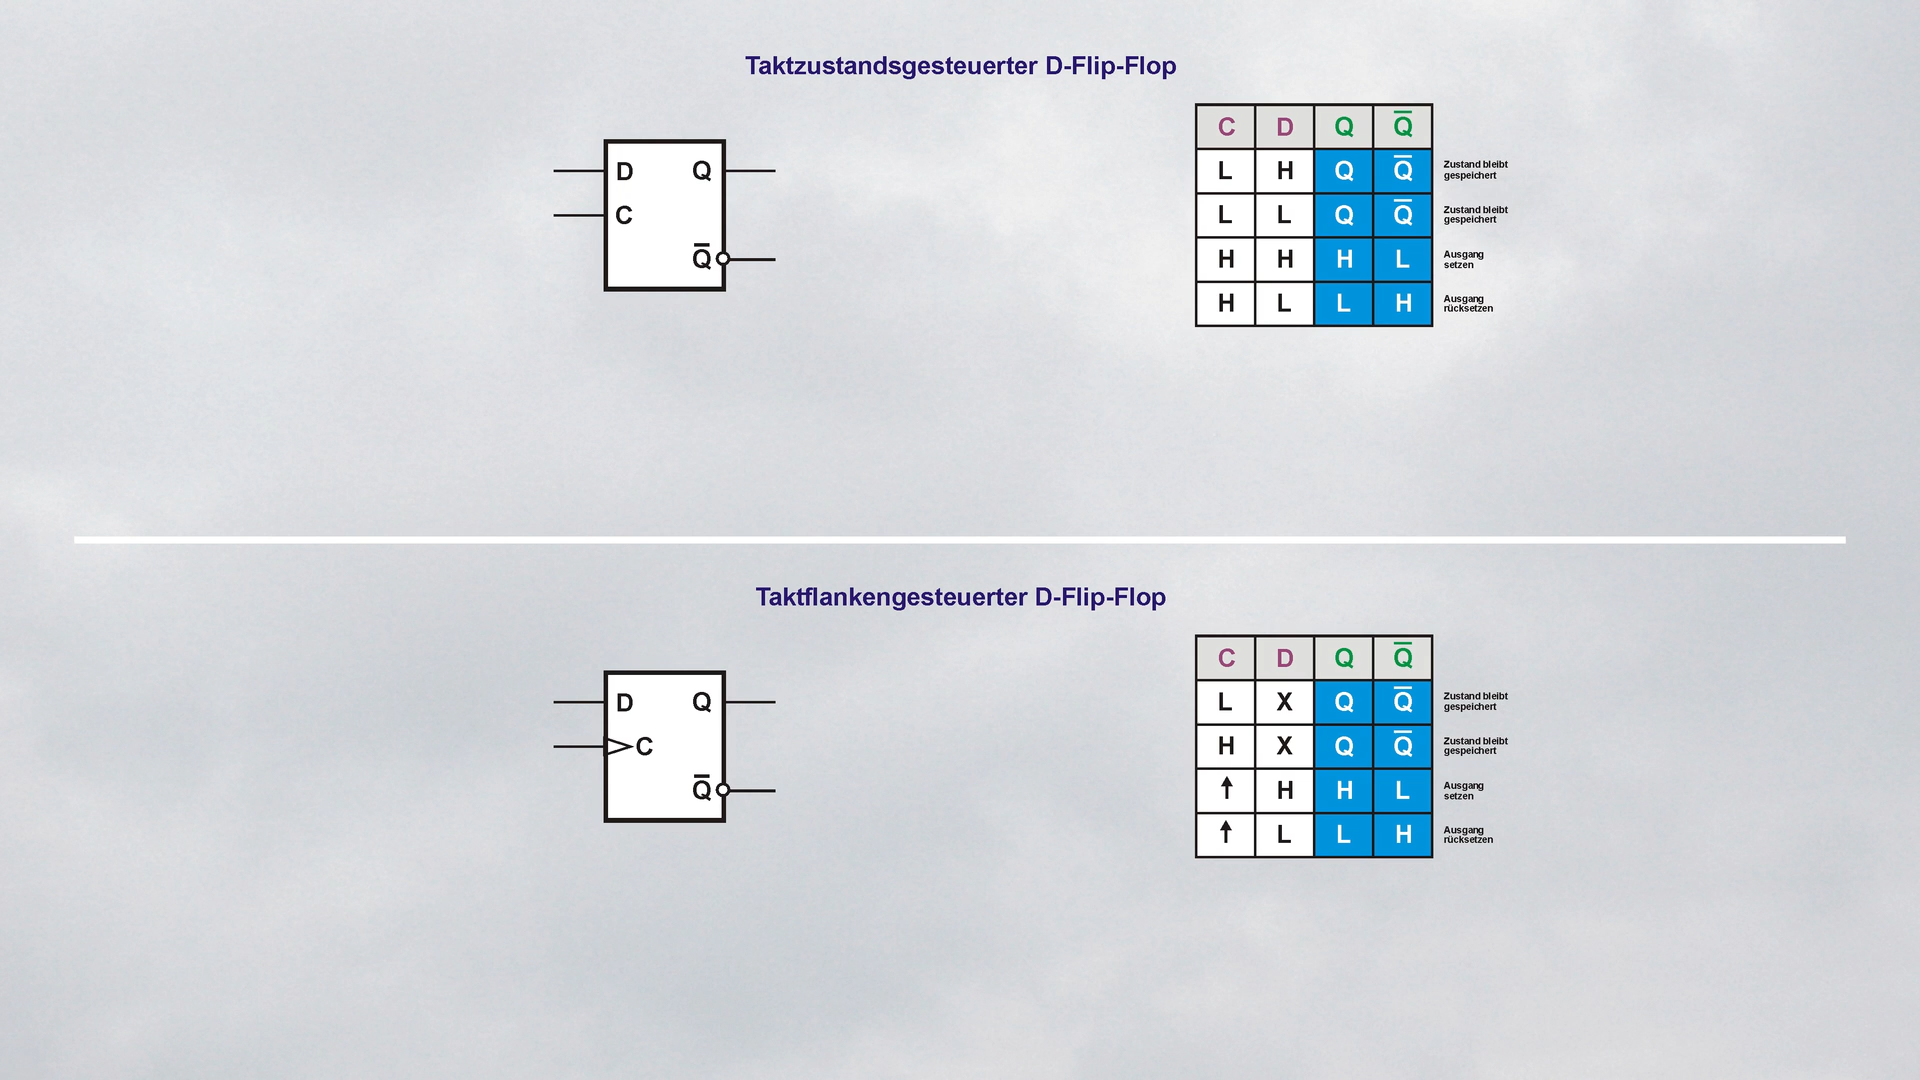 Taktzustandsgesteuerter D-Flip-Flop
D Q
C
Q̅
C D Q Q̅
L H Q Q̅ Zustand bleibt
gespeichert
L L Q Q̅ Zustand bleibt
gespeichert
H H H L Ausgang
setzen
H L L H Ausgang
rücksetzen
Taktflankengesteuerter D-Flip-Flop
D Q
C
Q̅
C D Q Q̅
L X Q Q̅ Zustand bleibt
gespeichert
H X Q Q̅ Zustand bleibt
gespeichert
↑ H H L Ausgang
setzen
↑ L L H Ausgang
rücksetzen